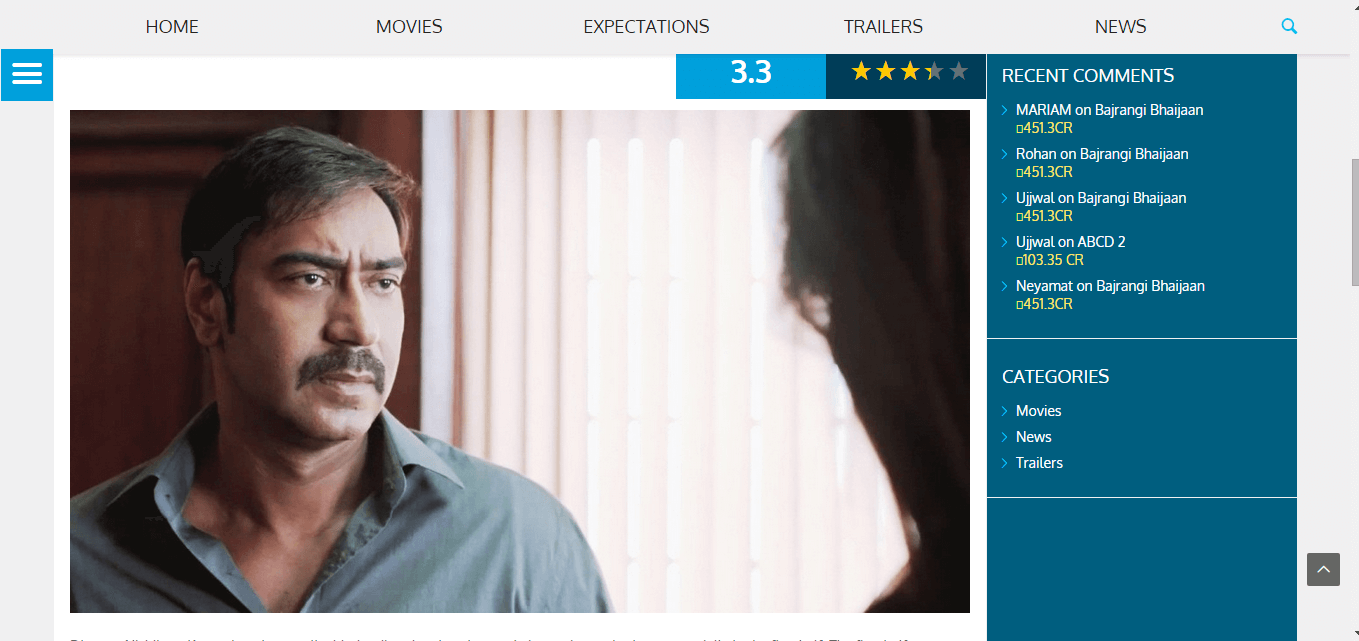 HOME MOVIES EXPECTATIONS TRAILERS NEWS
3.3
RECENT COMMENTS
MARIAM on Bajrangi Bhaijaan
451.3CR
Rohan on Bajrangi Bhaijaan
451.3CR
Ujjwal on Bajrangi Bhaijaan
451.3CR
Ujjwal on ABCD 2
103.35 CR
Neyamat on Bajrangi Bhaijaan
451.3CR
CATEGORIES
Movies
News
Trailers